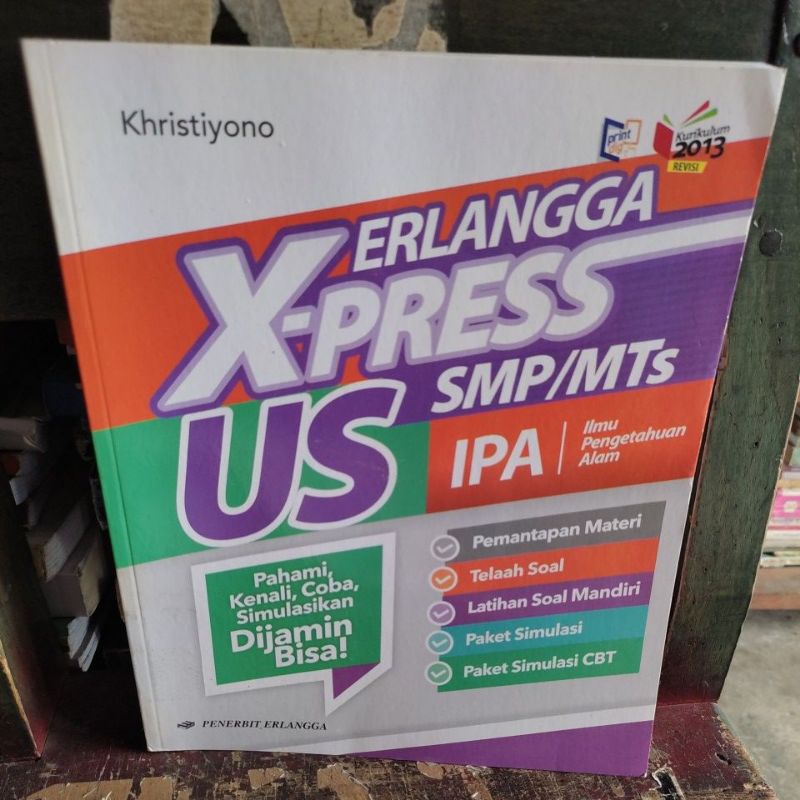 Khristiyono
print
dig
Kurikulum
2013
REVISI
ERLANGGA
X-PRESS
US
SMP/MTs
IPA
Ilmu
Pengetahuan
Alam
Pahami,
Kenali, Coba,
Simulasikan
Dijamin
Bisa!
Pemantapan Materi
Telaah Soal
Latihan Soal Mandiri
Paket Simulasi
Paket Simulasi CBT
PENERBIT ERLANGGA